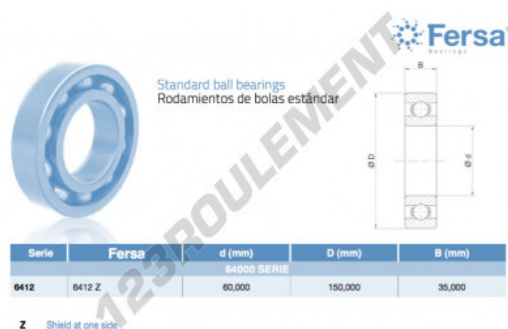 Fersa
Bearings
Standard ball bearings
Rodamientos de bolas estándar
B
Ø D
Ø d
123ROULEMENT
Serie Fersa d (mm) D (mm) B (mm)
64000 SERIE
6412 6412 Z 60,000 150,000 35,000
Z Shield at one side